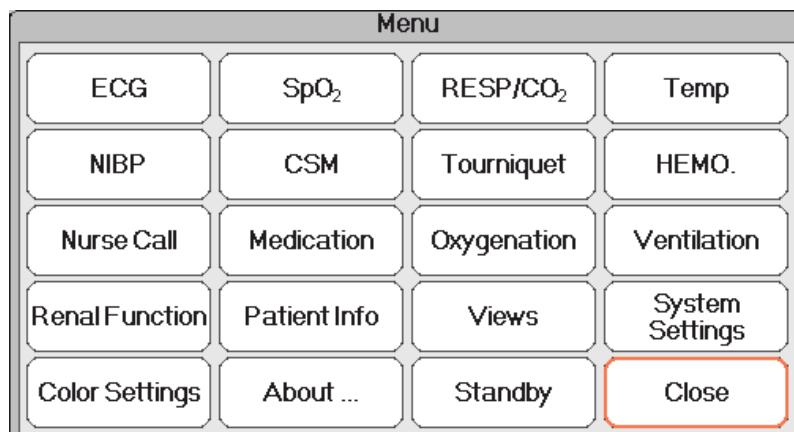 Menu
ECG SpO₂ RESP/CO₂ Temp
NIBP CSM Tourniquet HEMO.
Nurse Call Medication Oxygenation Ventilation
Renal Function Patient Info Views System
Settings
Color Settings About ... Standby Close